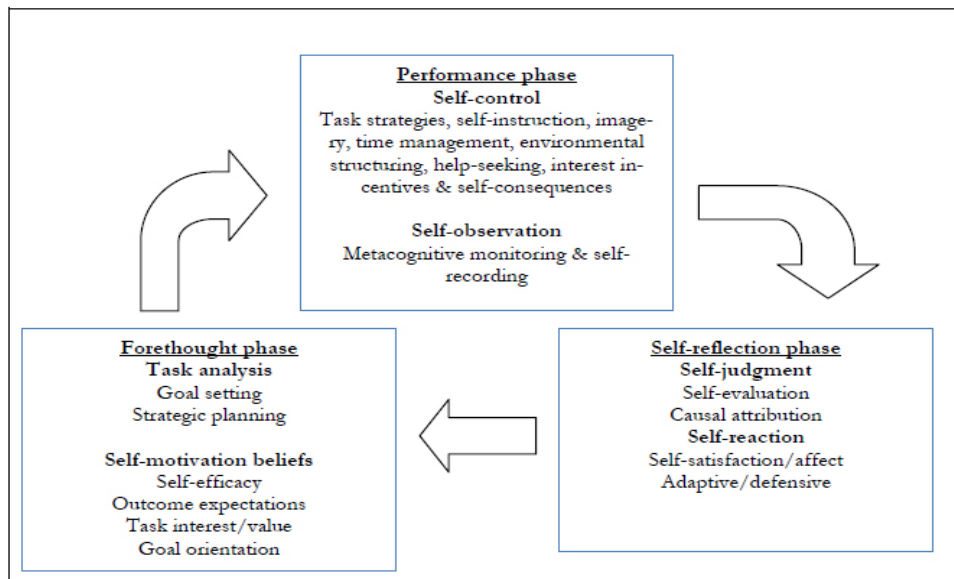 Performance phase
Self-control
Task strategies, self-instruction, image-
ry, time management, environmental
structuring, help-seeking, interest in-
centives & self-consequences
Self-observation
Metacognitive monitoring & self-
recording
Forethought phase
Task analysis
Goal setting
Strategic planning
Self-motivation beliefs
Self-efficacy
Outcome expectations
Task interest/value
Goal orientation
Self-reflection phase
Self-judgment
Self-evaluation
Causal attribution
Self-reaction
Self-satisfaction/affect
Adaptive/defensive